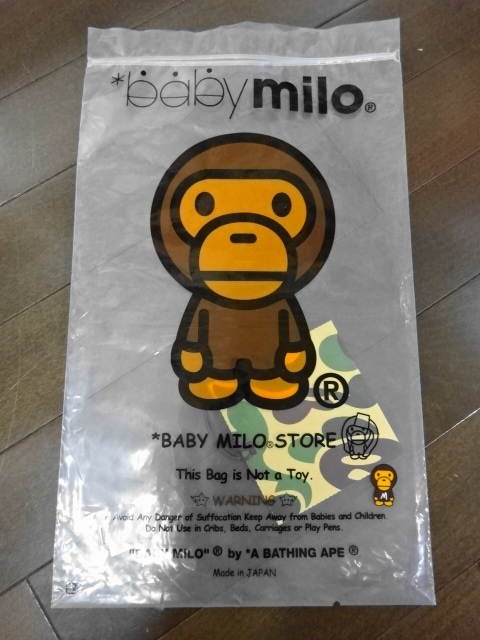 *baby milo®
®
*BABY MILO® STORE
This Bag is Not a Toy.
WARNING
Avoid Any Danger of Suffocation Keep Away from Babies and Children.
Do Not Use in Cribs, Beds, Carriages or Play Pens.
"BABY MILO"® by *A BATHING APE®
Made in JAPAN